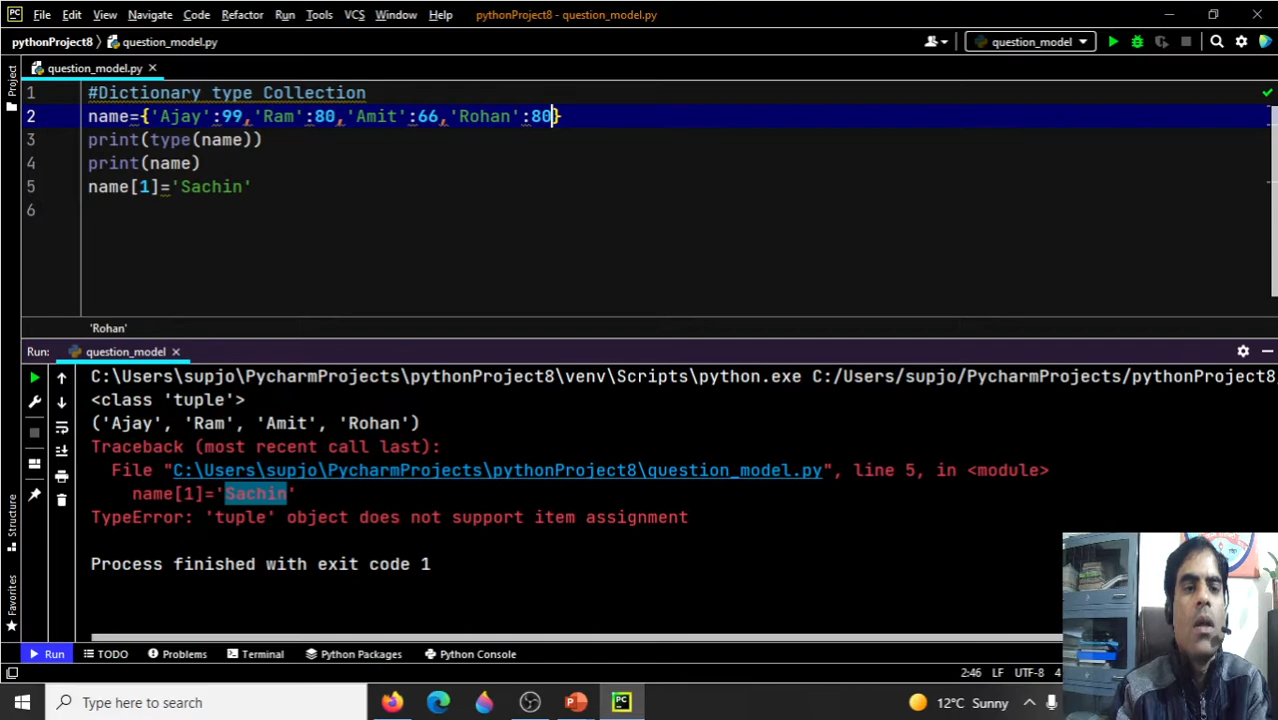 PC File Edit View Navigate Code Refactor Run Tools VCS Window Help pythonProject8 - question_model.py
pythonProject8 question_model.py question_model
question_model.py
Project
1 #Dictionary type Collection
2 name={'Ajay':99,'Ram':80,'Amit':66,'Rohan':80}
3 print(type(name))
4 print(name)
5 name[1]='Sachin'
6
'Rohan'
Run: question_model
C:\Users\supjo\PycharmProjects\pythonProject8\venv\Scripts\python.exe C:/Users/supjo/PycharmProjects/pythonProject8
<class 'tuple'>
('Ajay', 'Ram', 'Amit', 'Rohan')
Traceback (most recent call last):
File "C:\Users\supjo\PycharmProjects\pythonProject8\question_model.py", line 5, in <module>
name[1]='Sachin'
TypeError: 'tuple' object does not support item assignment
Process finished with exit code 1
Structure
Favorites
Run TODO Problems Terminal Python Packages Python Console
2:46 LF UTF-8 4
Type here to search PC 12°C Sunny